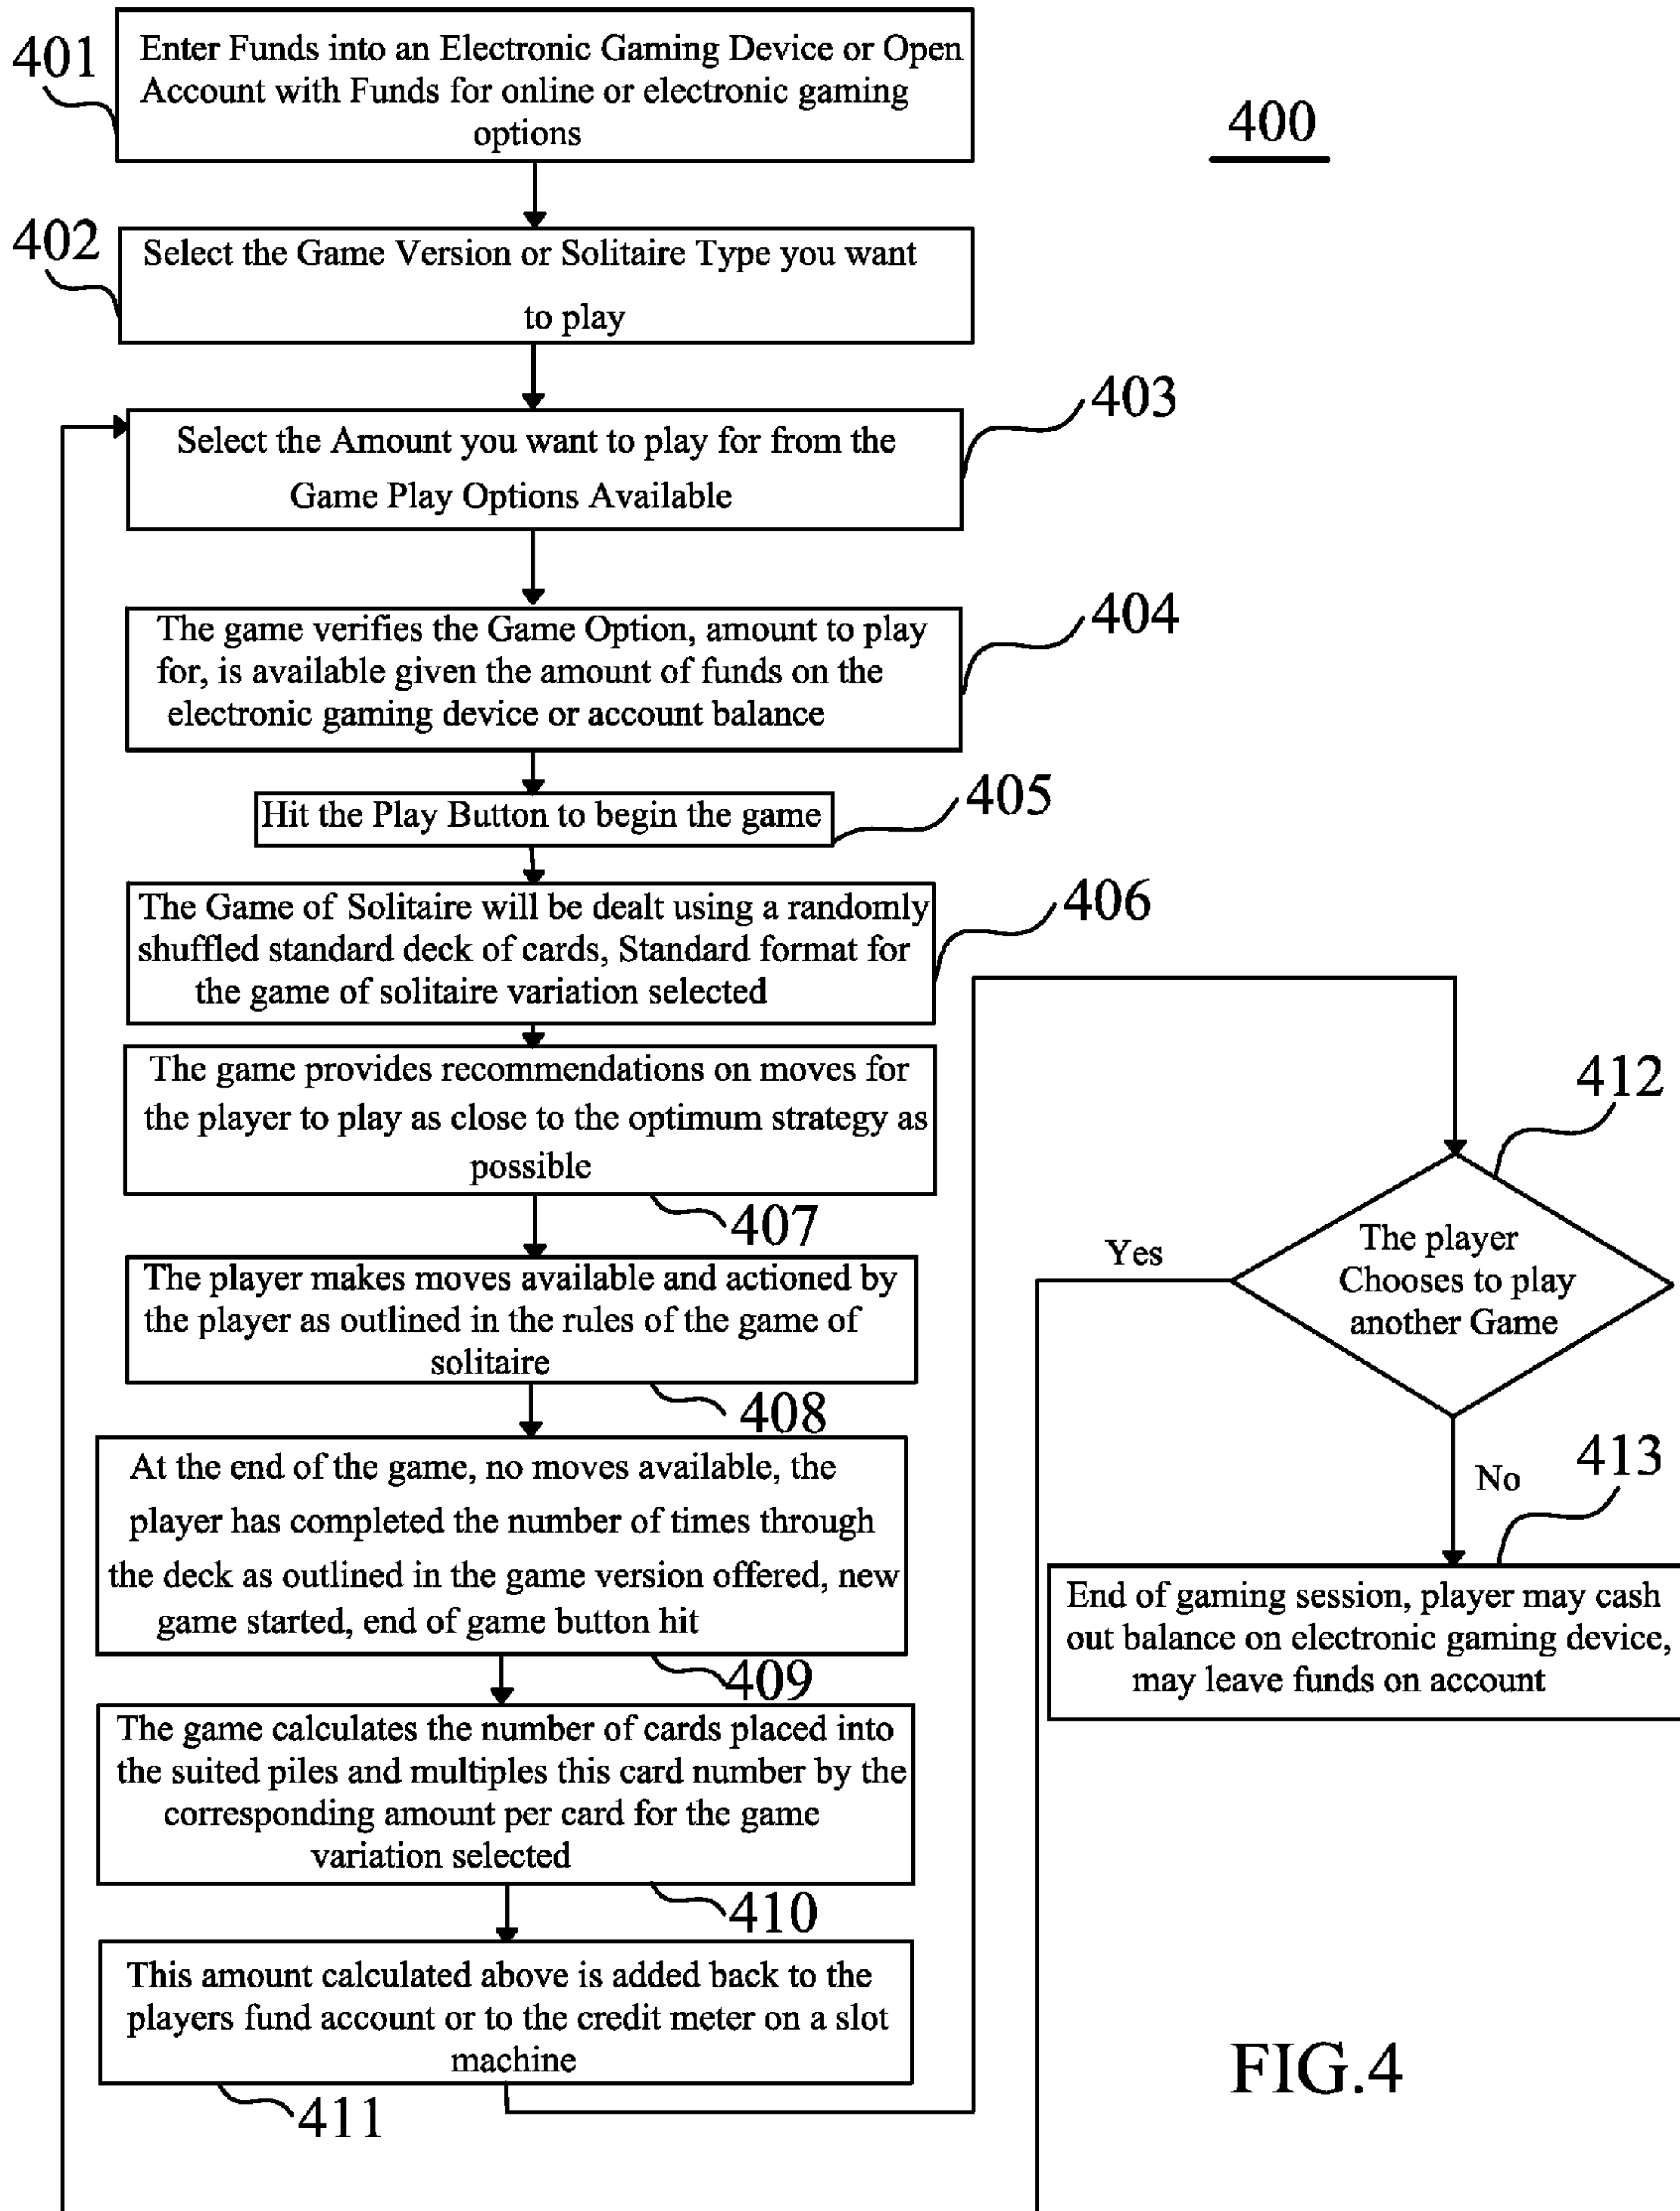 401
Enter Funds into an Electronic Gaming Device or Open
Account with Funds for online or electronic gaming
options
400
402
Select the Game Version or Solitaire Type you want
to play
403
Select the Amount you want to play for from the
Game Play Options Available
404
The game verifies the Game Option, amount to play
for, is available given the amount of funds on the
electronic gaming device or account balance
405
Hit the Play Button to begin the game
406
The Game of Solitaire will be dealt using a randomly
shuffled standard deck of cards, Standard format for
the game of solitaire variation selected
The game provides recommendations on moves for
the player to play as close to the optimum strategy as
possible
407
The player makes moves available and actioned by
the player as outlined in the rules of the game of
solitaire
408
At the end of the game, no moves available, the
player has completed the number of times through
the deck as outlined in the game version offered, new
game started, end of game button hit
409
The game calculates the number of cards placed into
the suited piles and multiples this card number by the
corresponding amount per card for the game
variation selected
410
This amount calculated above is added back to the
players fund account or to the credit meter on a slot
machine
411
412
The player
Chooses to play
another Game
Yes
No
413
End of gaming session, player may cash
out balance on electronic gaming device,
may leave funds on account
FIG.4